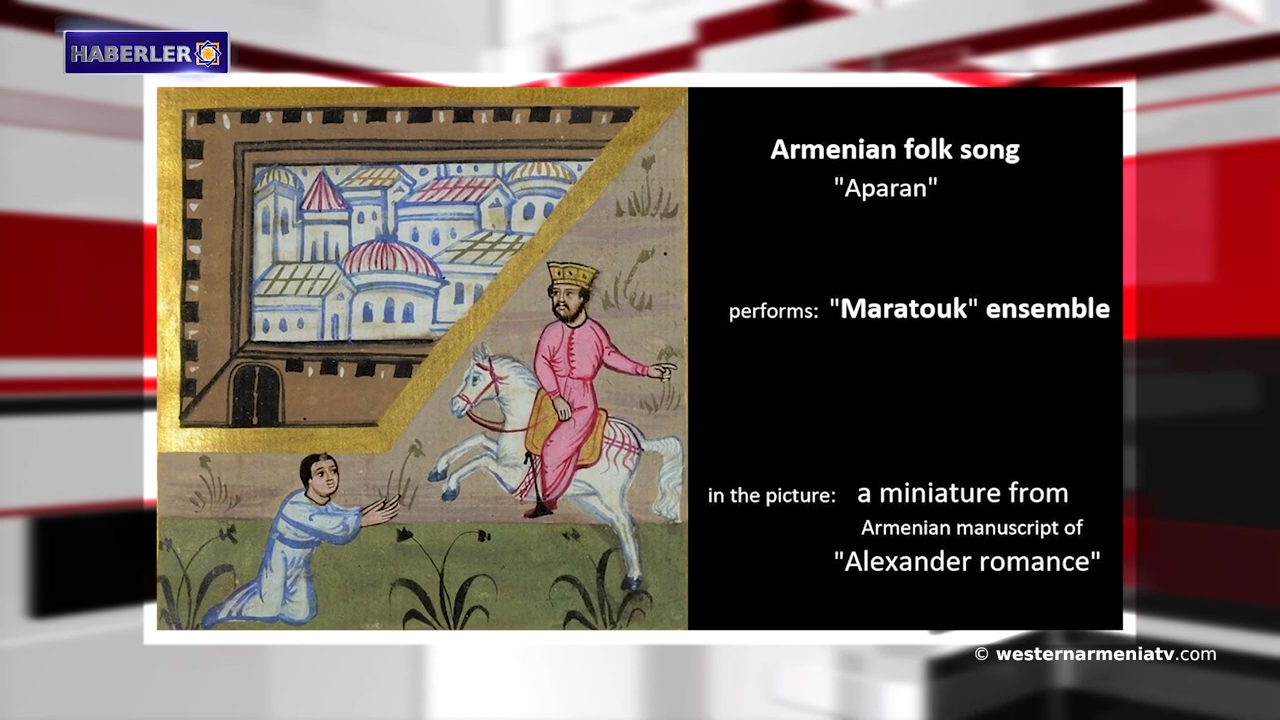 HABERLER
Armenian folk song
"Aparan"
performs: "Maratouk" ensemble
in the picture: a miniature from
Armenian manuscript of
"Alexander romance"
© westernarmeniatv.com